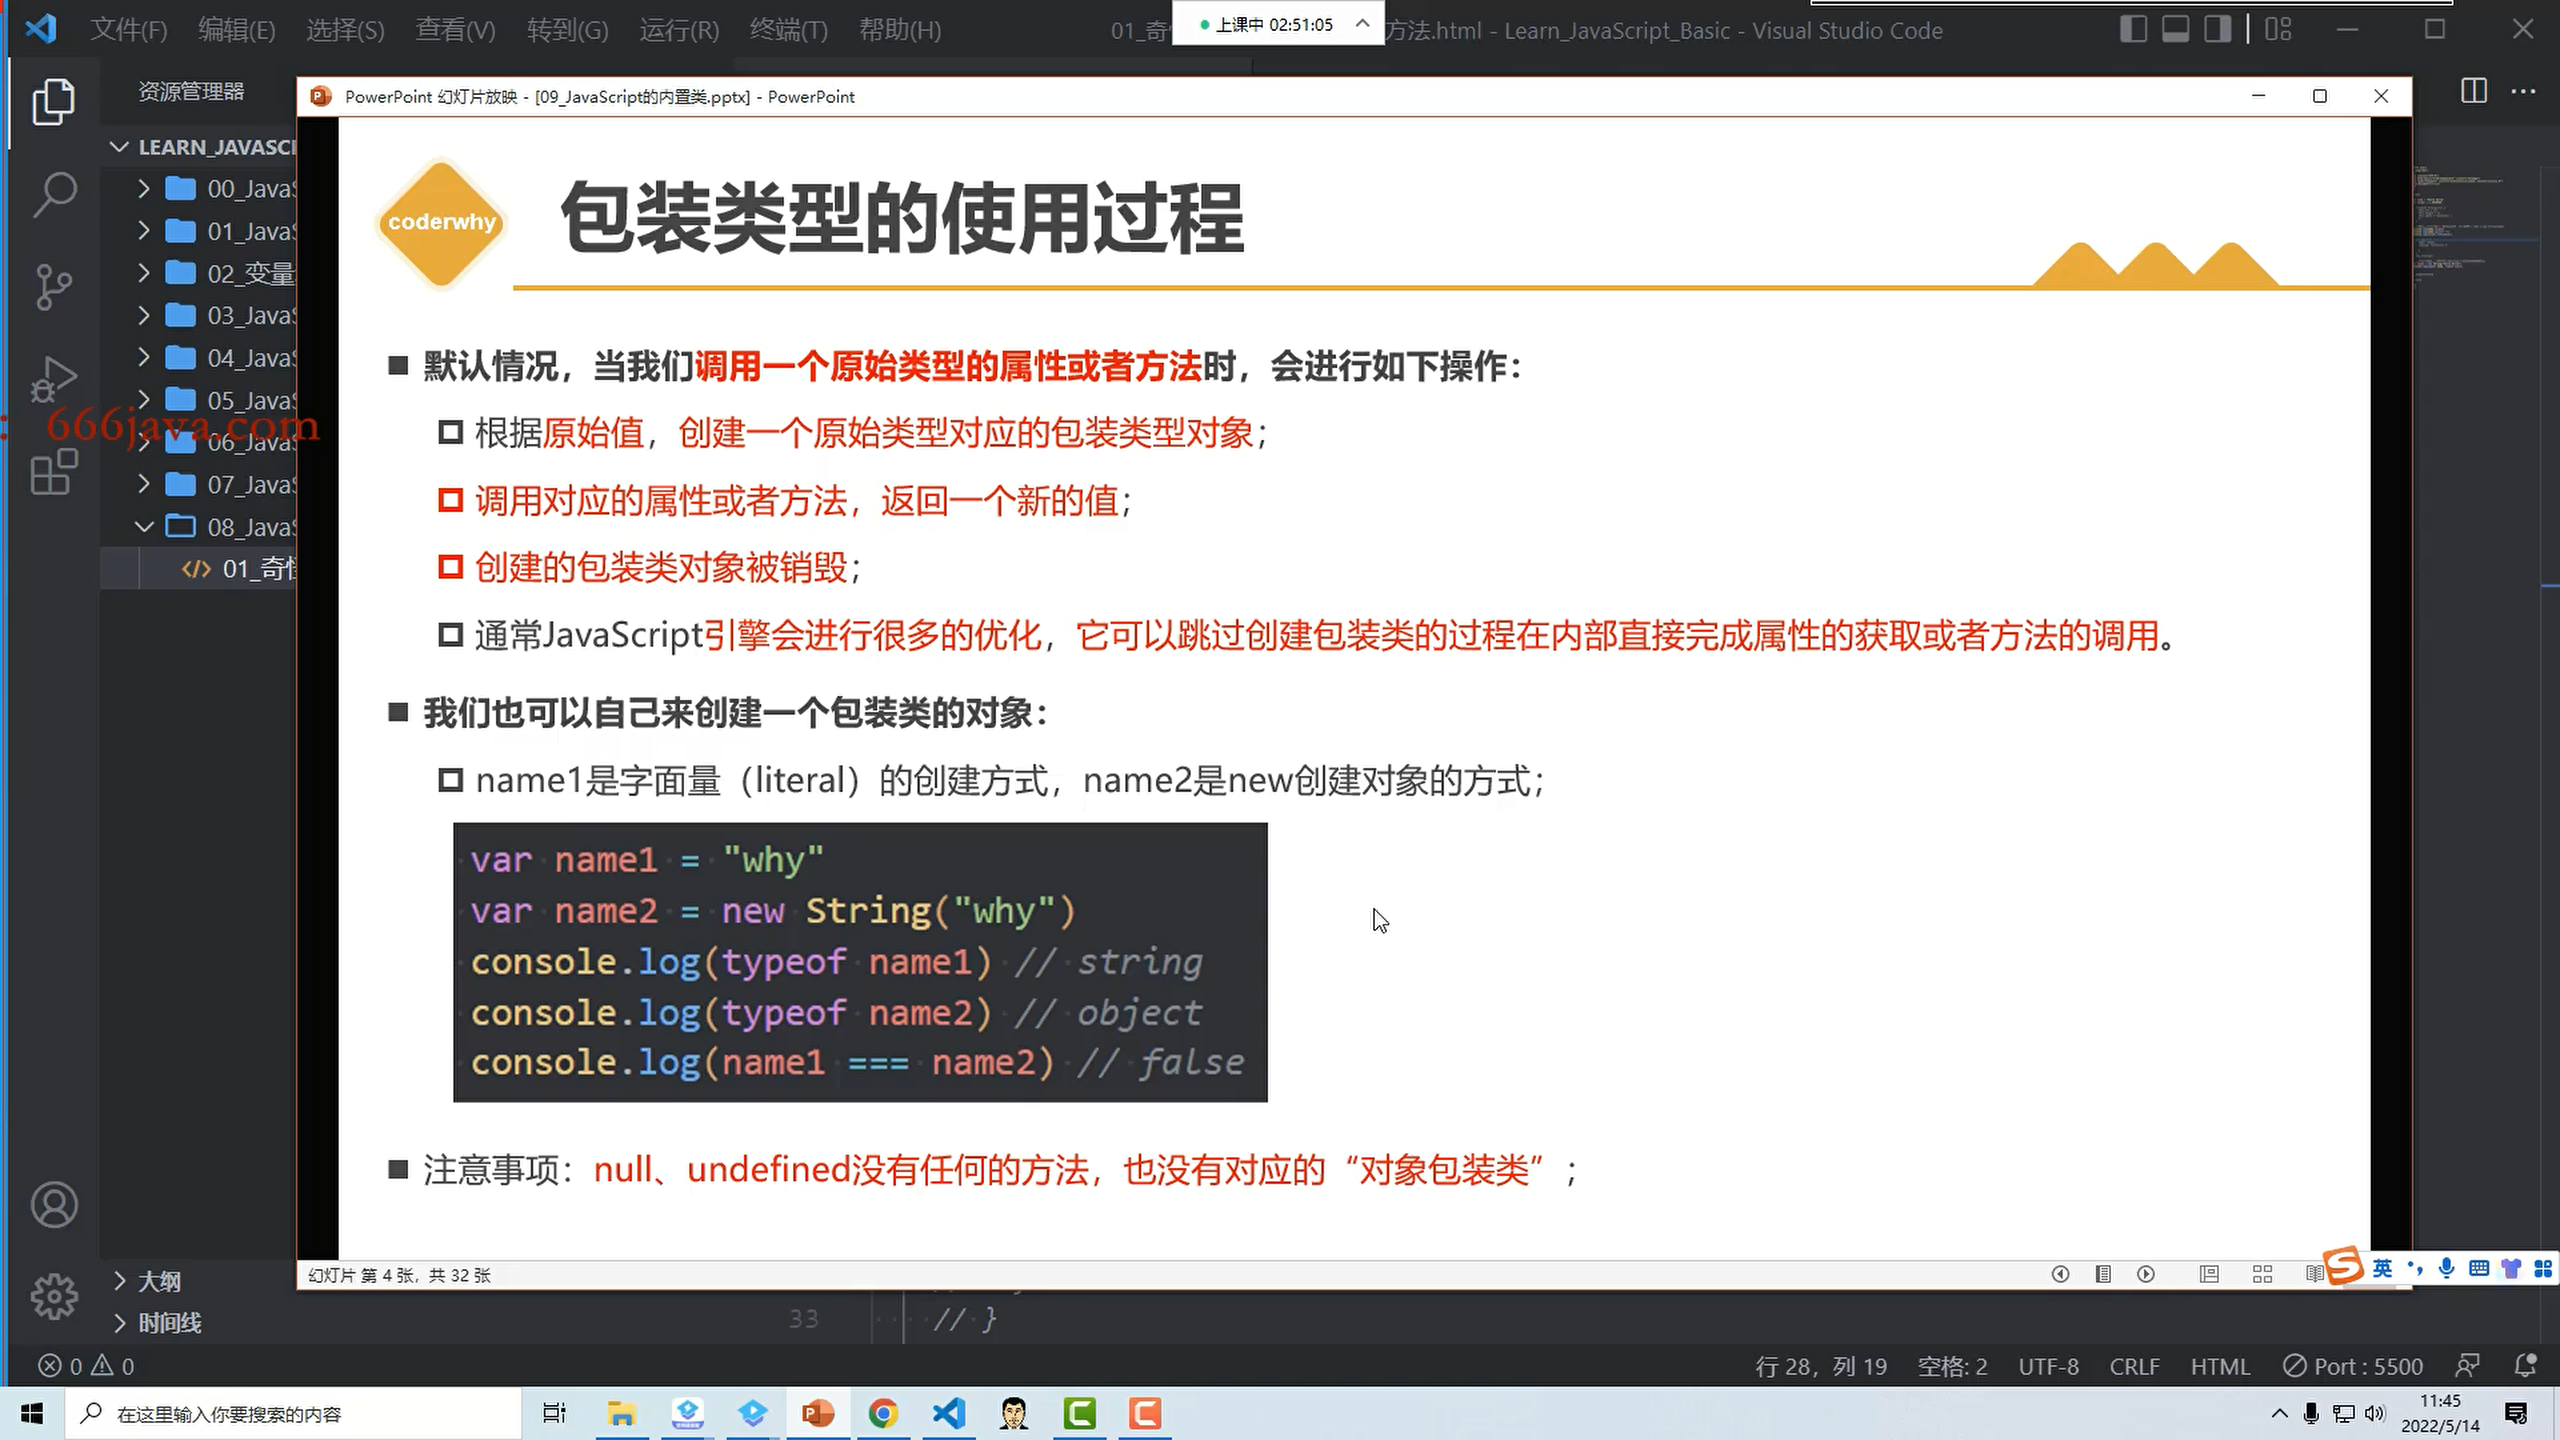 文件(F) 编辑(E) 选择(S) 查看(V) 转到(G) 运行(R) 终端(T) 帮助(H)
01_奇
上课中 02:51:05
方法.html - Learn_JavaScript_Basic - Visual Studio Code
资源管理器
PowerPoint 幻灯片放映 - [09_JavaScript的内置类.pptx] - PowerPoint
LEARN_JAVASCI
00_JavaS
01_JavaS
02_变量
03_JavaS
04_JavaS
05_JavaS
666java.com
06_JavaS
07_JavaS
08_JavaS
01_奇怪
coderwhy
包装类型的使用过程
默认情况，当我们调用一个原始类型的属性或者方法时，会进行如下操作：
根据原始值，创建一个原始类型对应的包装类型对象；
调用对应的属性或者方法，返回一个新的值；
创建的包装类对象被销毁；
通常JavaScript引擎会进行很多的优化，它可以跳过创建包装类的过程在内部直接完成属性的获取或者方法的调用。
我们也可以自己来创建一个包装类的对象：
name1是字面量（literal）的创建方式，name2是new创建对象的方式；
var name1 = "why"
var name2 = new String("why")
console.log(typeof name1) // string
console.log(typeof name2) // object
console.log(name1 === name2) // false
注意事项：null、undefined没有任何的方法，也没有对应的“对象包装类”；
幻灯片 第 4 张，共 32 张
英
大纲
时间线
33 // }
0 0
行 28，列 19 空格: 2 UTF-8 CRLF HTML Port : 5500
在这里输入你要搜索的内容
11:45
2022/5/14